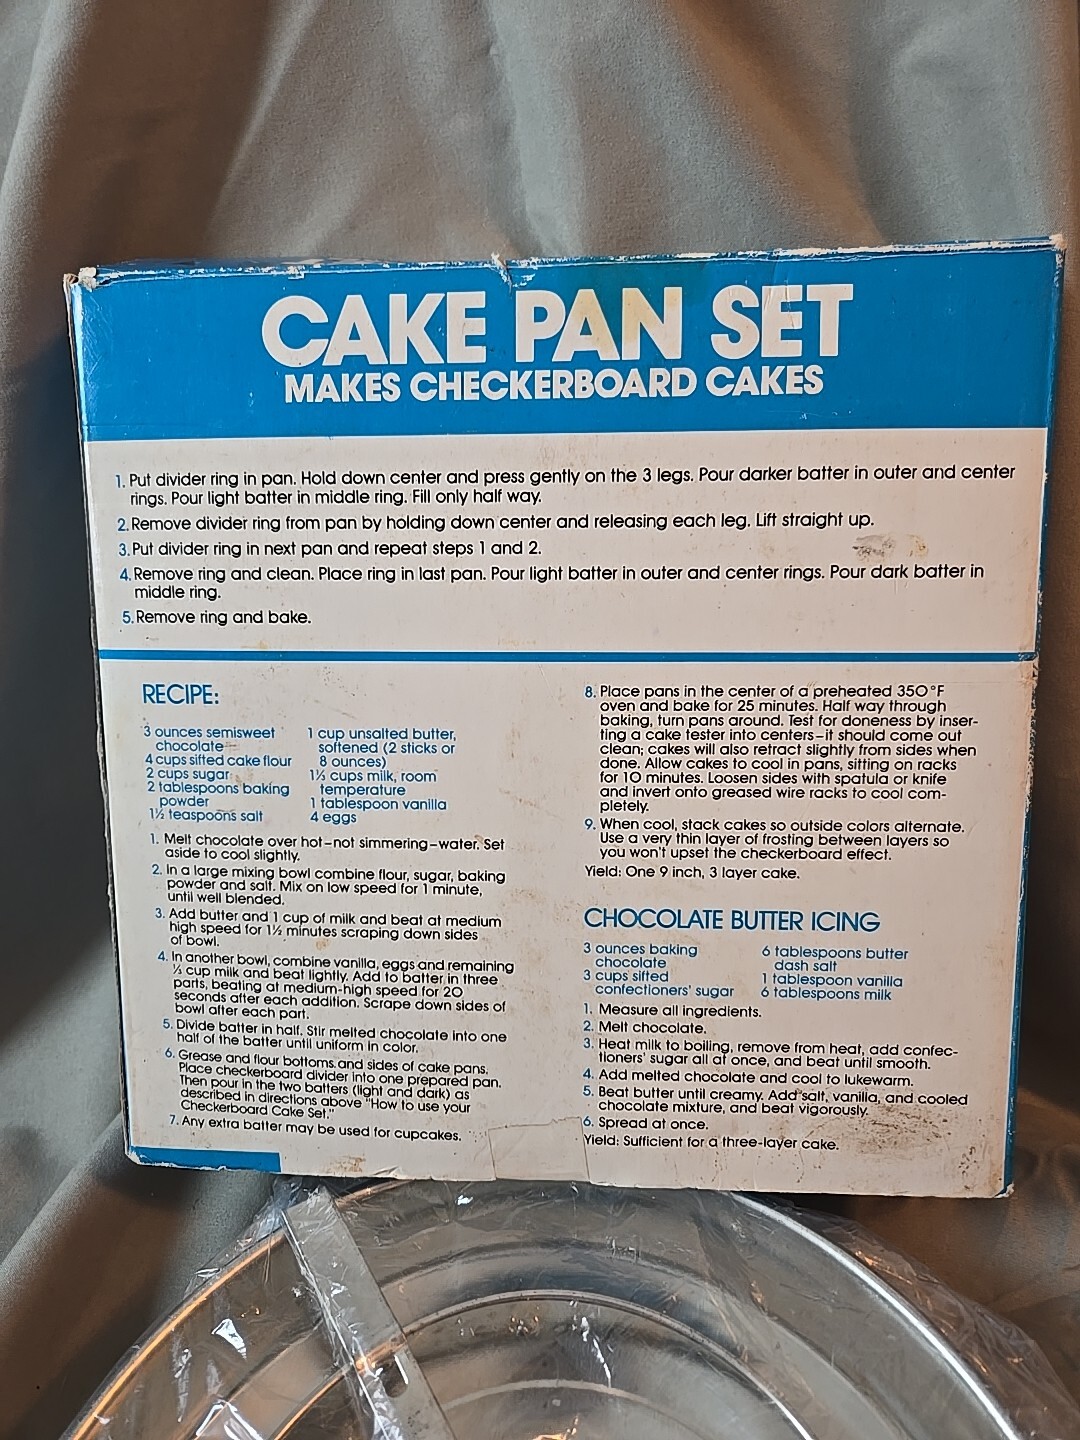 CAKE PAN SET
MAKES CHECKERBOARD CAKES
1. Put divider ring in pan. Hold down center and press gently on the 3 legs. Pour darker batter in outer and center
rings. Pour light batter in middle ring. Fill only half way.
2. Remove divider ring from pan by holding down center and releasing each leg. Lift straight up.
3. Put divider ring in next pan and repeat steps 1 and 2.
4. Remove ring and clean. Place ring in last pan. Pour light batter in outer and center rings. Pour dark batter in
middle ring.
5. Remove ring and bake.
RECIPE:
3 ounces semisweet
chocolate
4 cups sifted cake flour
2 cups sugar
2 tablespoons baking
powder
1½ teaspoons salt
1 cup unsalted butter,
softened (2 sticks or
8 ounces)
1⅓ cups milk, room
temperature
1 tablespoon vanilla
4 eggs
1. Melt chocolate over hot–not simmering–water. Set
aside to cool slightly.
2. In a large mixing bowl combine flour, sugar, baking
powder and salt. Mix on low speed for 1 minute,
until well blended.
3. Add butter and 1 cup of milk and beat at medium
high speed for 1½ minutes scraping down sides
of bowl.
4. In another bowl, combine vanilla, eggs and remaining
⅓ cup milk and beat lightly. Add to batter in three
parts, beating at medium-high speed for 20
seconds after each addition. Scrape down sides of
bowl after each part.
5. Divide batter in half. Stir melted chocolate into one
half of the batter until uniform in color.
6. Grease and flour bottoms and sides of cake pans.
Place checkerboard divider into one prepared pan.
Then pour in the two batters (light and dark) as
described in directions above "How to use your
Checkerboard Cake Set."
7. Any extra batter may be used for cupcakes.
8. Place pans in the center of a preheated 350°F
oven and bake for 25 minutes. Half way through
baking, turn pans around. Test for doneness by inser-
ting a cake tester into centers–it should come out
clean; cakes will also retract slightly from sides when
done. Allow cakes to cool in pans, sitting on racks
for 10 minutes. Loosen sides with spatula or knife
and invert onto greased wire racks to cool com-
pletely.
9. When cool, stack cakes so outside colors alternate.
Use a very thin layer of frosting between layers so
you won't upset the checkerboard effect.
Yield: One 9 inch, 3 layer cake.
CHOCOLATE BUTTER ICING
3 ounces baking
chocolate
3 cups sifted
confectioners' sugar
6 tablespoons butter
dash salt
1 tablespoon vanilla
6 tablespoons milk
1. Measure all ingredients.
2. Melt chocolate.
3. Heat milk to boiling, remove from heat, add confec-
tioners' sugar all at once, and beat until smooth.
4. Add melted chocolate and cool to lukewarm.
5. Beat butter until creamy. Add salt, vanilla, and cooled
chocolate mixture, and beat vigorously.
6. Spread at once.
Yield: Sufficient for a three-layer cake.